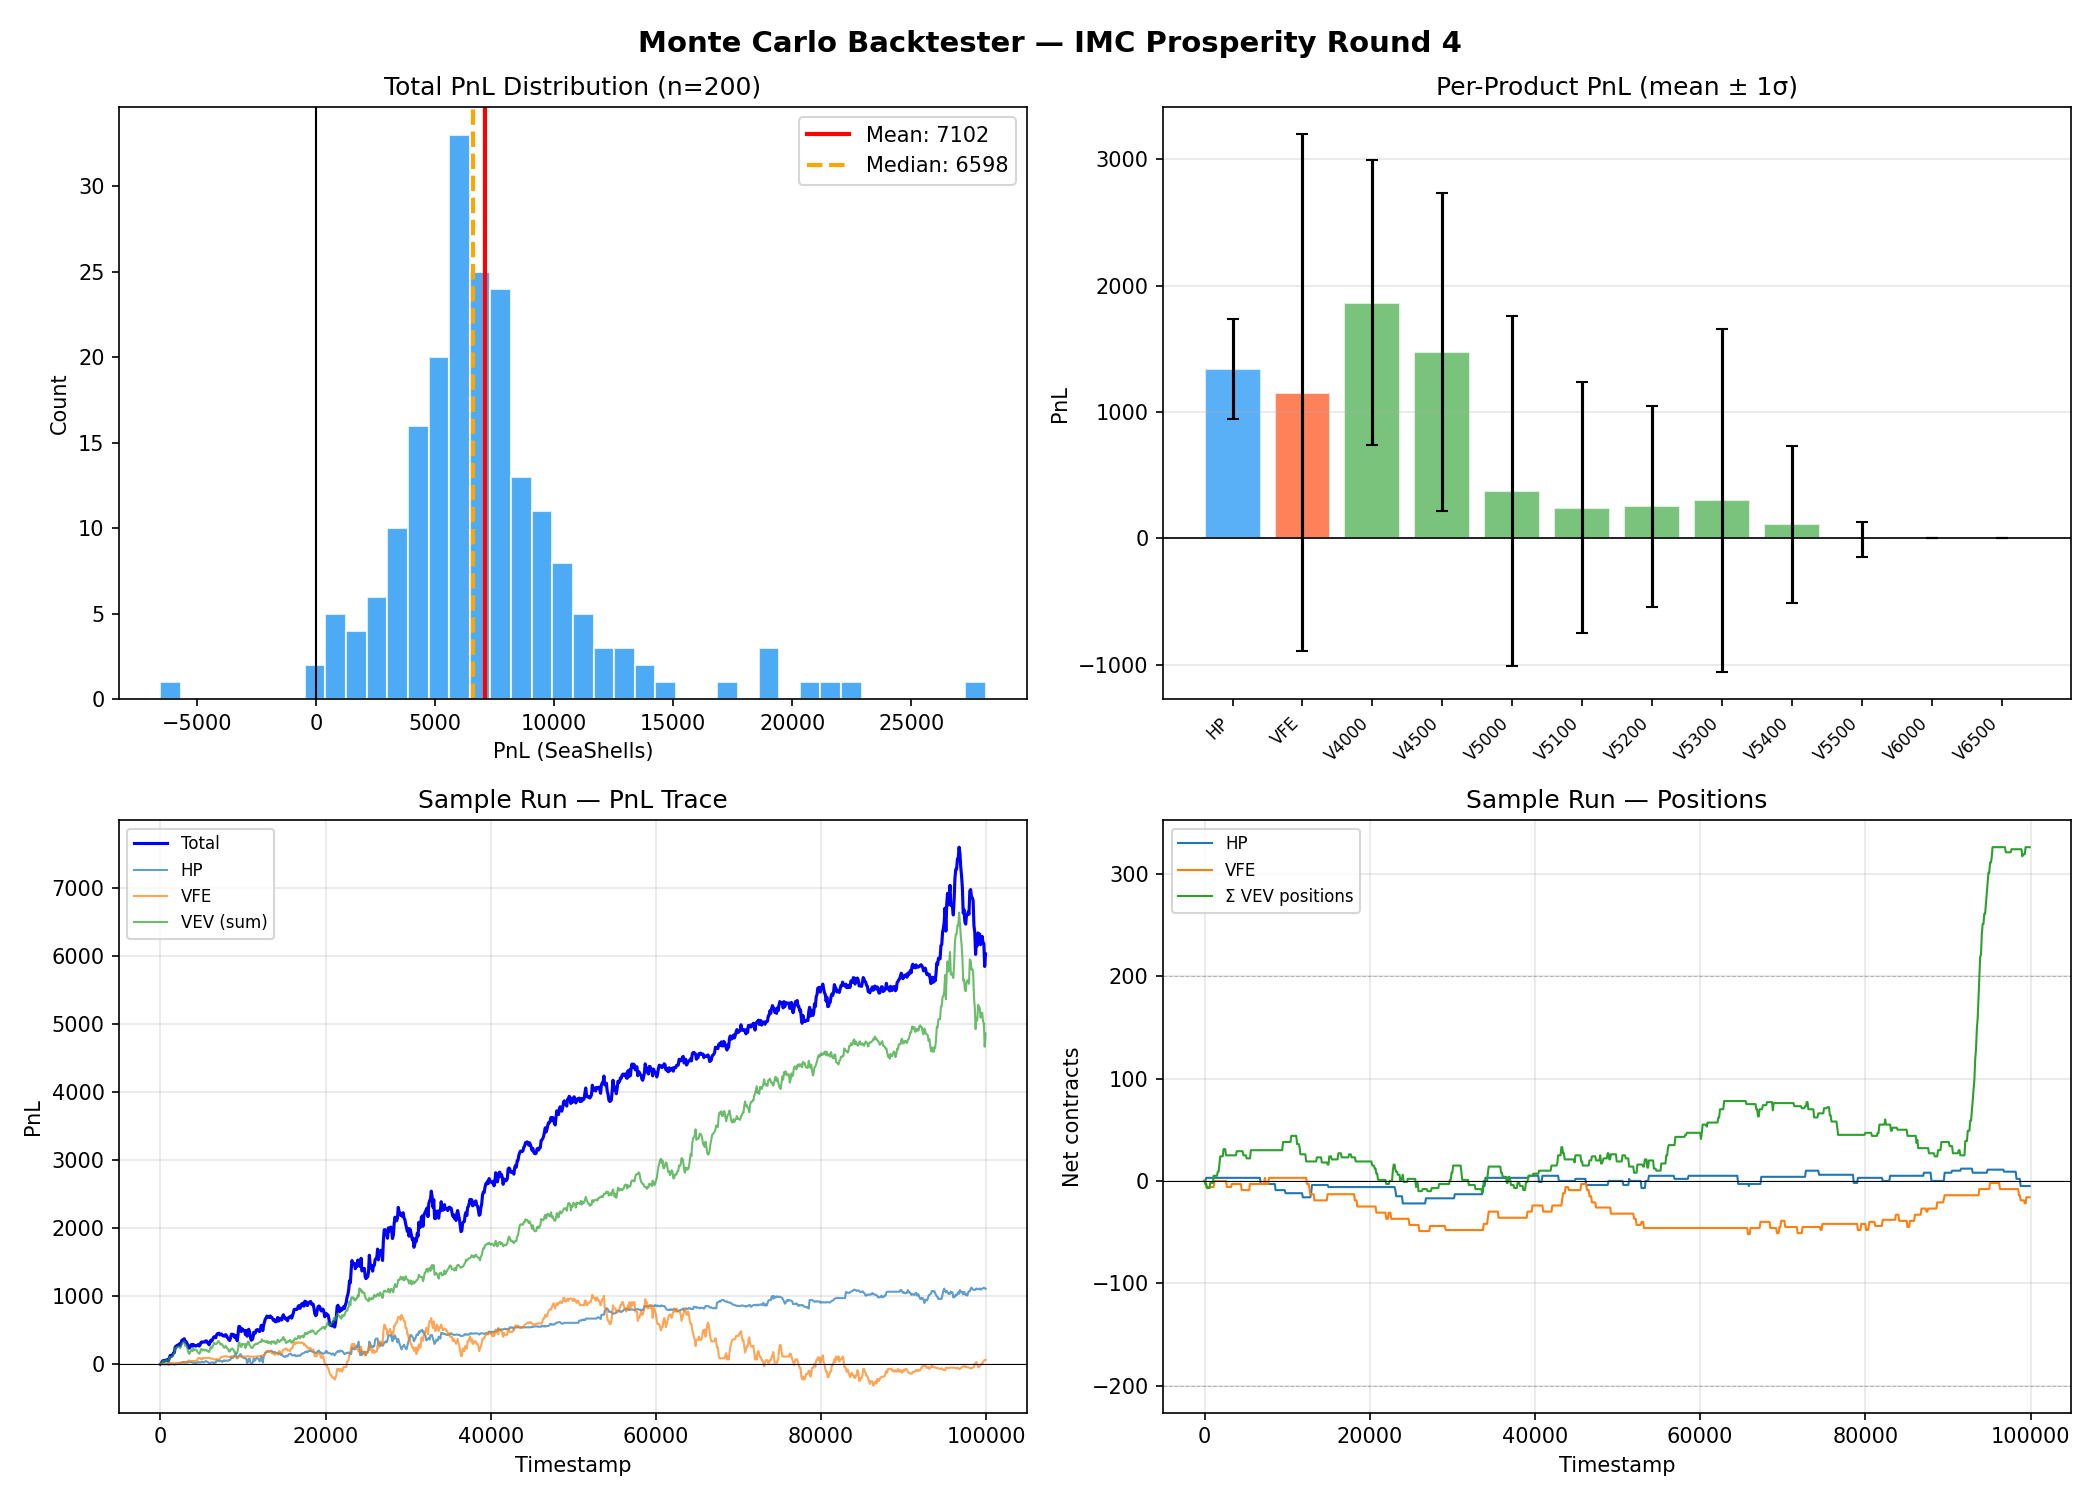 Monte Carlo Backtester — IMC Prosperity Round 4
Total PnL Distribution (n=200)
Mean: 7102
Median: 6598
Count
0
5
10
15
20
25
30
−5000
0
5000
10000
15000
20000
25000
PnL (SeaShells)
Per-Product PnL (mean ± 1σ)
PnL
3000
2000
1000
0
−1000
HP
VFE
V4000
V4500
V5000
V5100
V5200
V5300
V5400
V5500
V6000
V6500
Sample Run — PnL Trace
Total
HP
VFE
VEV (sum)
PnL
7000
6000
5000
4000
3000
2000
1000
0
0
20000
40000
60000
80000
100000
Timestamp
Sample Run — Positions
HP
VFE
Σ VEV positions
Net contracts
300
200
100
0
−100
−200
0
20000
40000
60000
80000
100000
Timestamp